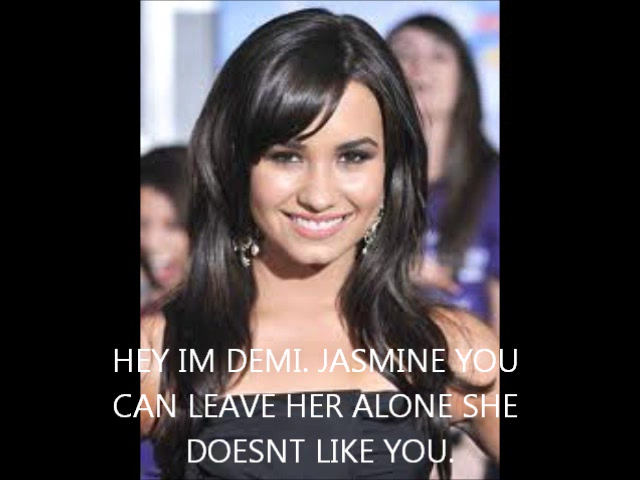 HEY IM DEMI. JASMINE YOU
CAN LEAVE HER ALONE SHE
DOESNT LIKE YOU.